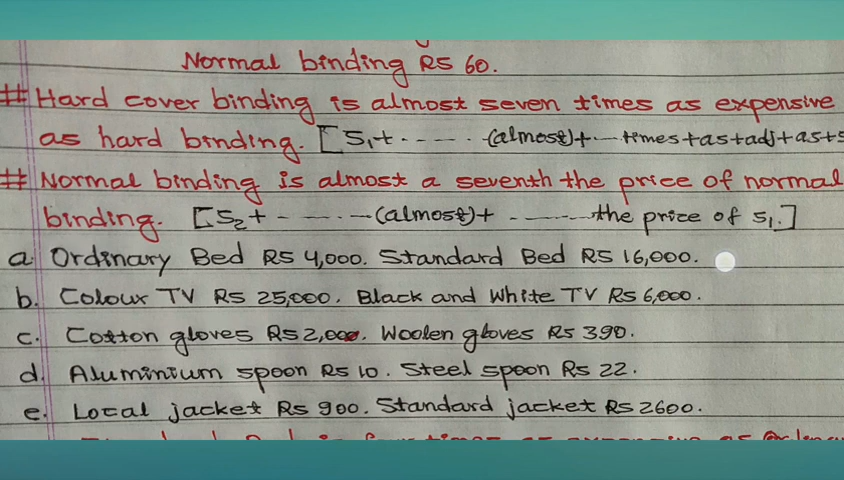 Normal binding Rs 60.
# Hard cover binding is almost seven times as expensive
as hard binding. [S₁+ ------ (almost)+ --- times+as+adj+as+s
# Normal binding is almost a seventh the price of normal
binding. [S₂+ ------- (almost)+ ------- the price of S₁.]
a. Ordinary Bed Rs 4,000. Standard Bed Rs 16,000.
b. Colour TV Rs 25,000. Black and White TV Rs 6,000.
c. Cotton gloves Rs 2,000. Woolen gloves Rs 390.
d. Aluminium spoon Rs 10. Steel spoon Rs 22.
e. Local jacket Rs 900. Standard jacket Rs 2600.